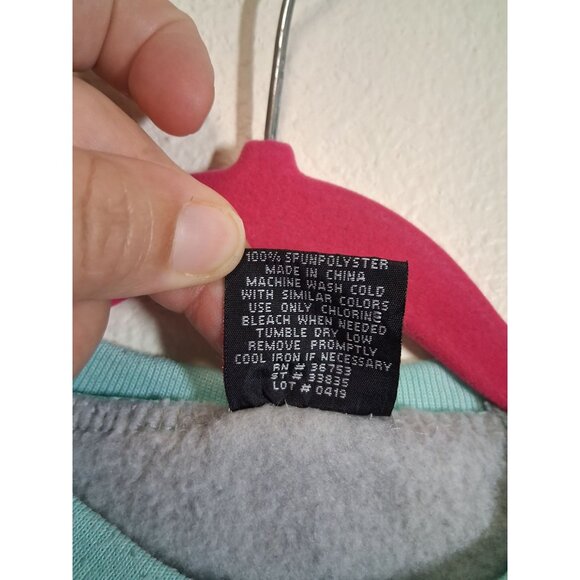 100% SPUNPOLYSTER
MADE IN CHINA
MACHINE WASH COLD
WITH SIMILAR COLORS
USE ONLY CHLORINE
BLEACH WHEN NEEDED
TUMBLE DRY LOW
REMOVE PROMPTLY
COOL IRON IF NECESSARY
RN # 36753
ST # 33835
LOT # 0419